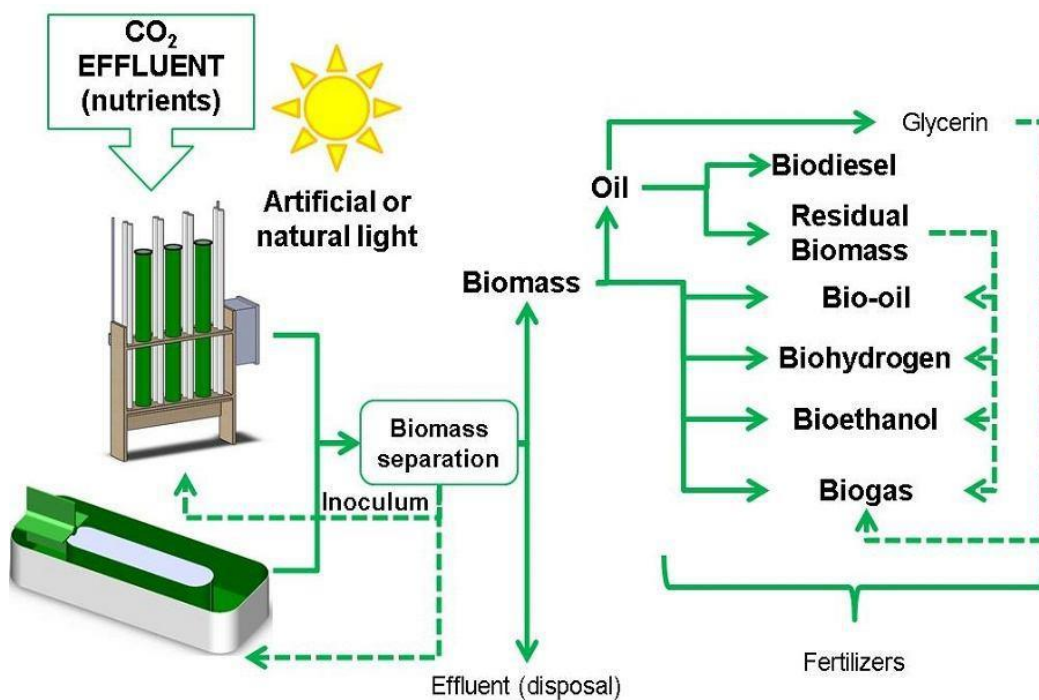 CO₂
EFFLUENT
(nutrients)
Artificial or
natural light
Biomass
separation
Inoculum
Biomass
Effluent (disposal)
Oil
Glycerin
Biodiesel
Residual
Biomass
Bio-oil
Biohydrogen
Bioethanol
Biogas
Fertilizers